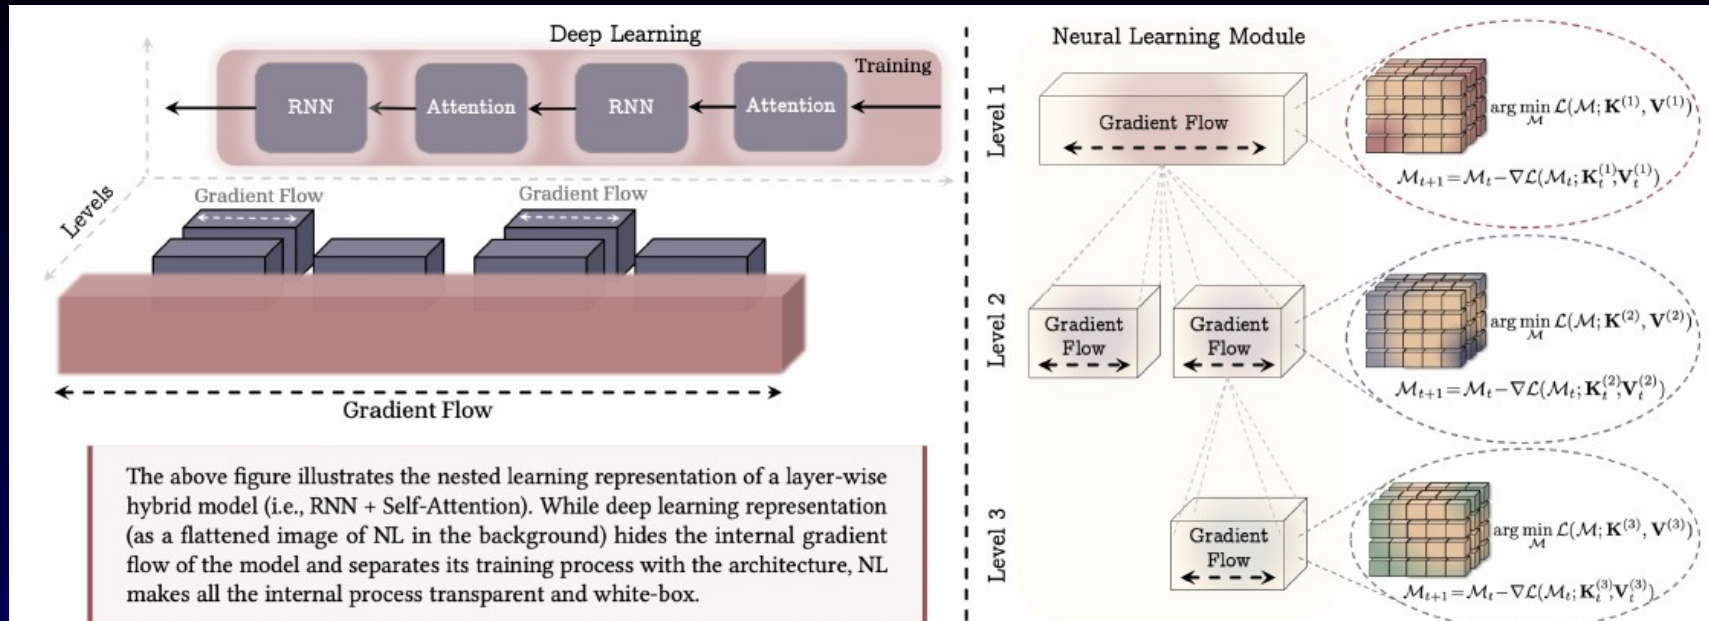 Deep Learning
RNN
Attention
RNN
Attention
Training
Levels
Gradient Flow
Gradient Flow
Gradient Flow
The above figure illustrates the nested learning representation of a layer-wise
hybrid model (i.e., RNN + Self-Attention). While deep learning representation
(as a flattened image of NL in the background) hides the internal gradient
flow of the model and separates its training process with the architecture, NL
makes all the internal process transparent and white-box.
Neural Learning Module
Level 1
Gradient Flow
arg min_ℳ ℒ(ℳ; K⁽¹⁾, V⁽¹⁾)
ℳ_{t+1} = ℳ_t − ∇ℒ(ℳ_t; K_t⁽¹⁾, V_t⁽¹⁾)
Level 2
Gradient
Flow
Gradient
Flow
arg min_ℳ ℒ(ℳ; K⁽²⁾, V⁽²⁾)
ℳ_{t+1} = ℳ_t − ∇ℒ(ℳ_t; K_t⁽²⁾, V_t⁽²⁾)
Level 3
Gradient
Flow
arg min_ℳ ℒ(ℳ; K⁽³⁾, V⁽³⁾)
ℳ_{t+1} = ℳ_t − ∇ℒ(ℳ_t; K_t⁽³⁾, V_t⁽³⁾)